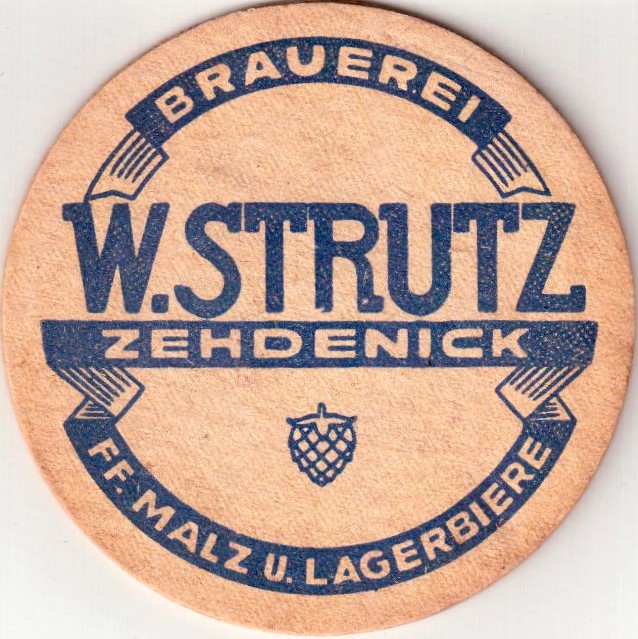 BRAUEREI
W. STRUTZ
ZEHDENICK
FF. MALZ U. LAGERBIERE